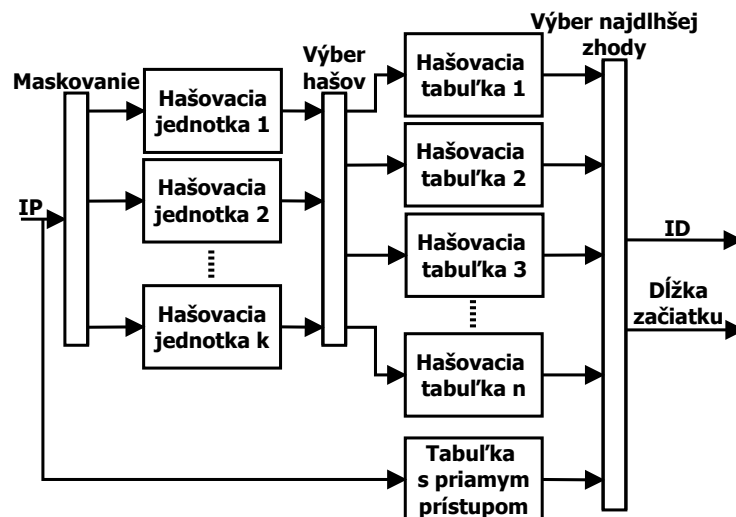 Maskovanie
Hašovacia
jednotka 1
Výber
hašov
Hašovacia
tabuľka 1
Výber najdlhšej
zhody
IP
Hašovacia
jednotka 2
Hašovacia
tabuľka 2
Hašovacia
tabuľka 3
ID
Hašovacia
jednotka k
Dĺžka
začiatku
Hašovacia
tabuľka n
Tabuľka
s priamym
prístupom